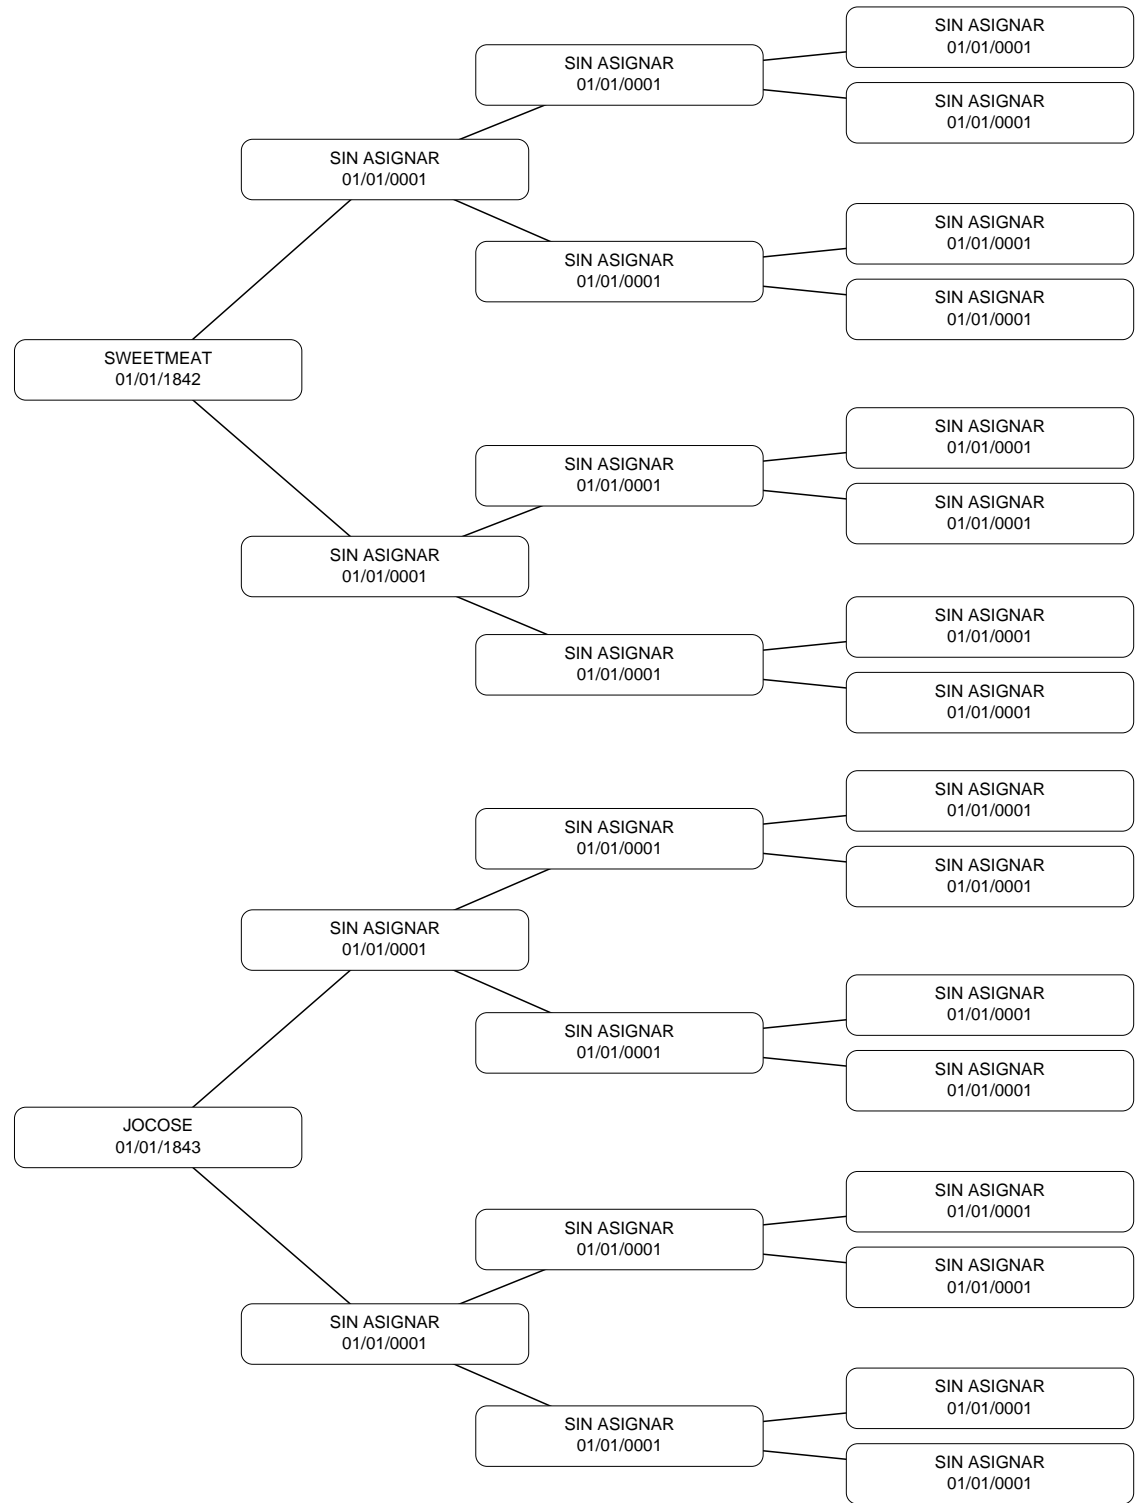 SIN ASIGNAR
01/01/0001
SIN ASIGNAR
01/01/0001
SIN ASIGNAR
01/01/0001
SIN ASIGNAR
01/01/0001
SIN ASIGNAR
01/01/0001
SIN ASIGNAR
01/01/0001
SIN ASIGNAR
01/01/0001
SWEETMEAT
01/01/1842
SIN ASIGNAR
01/01/0001
SIN ASIGNAR
01/01/0001
SIN ASIGNAR
01/01/0001
SIN ASIGNAR
01/01/0001
SIN ASIGNAR
01/01/0001
SIN ASIGNAR
01/01/0001
SIN ASIGNAR
01/01/0001
SIN ASIGNAR
01/01/0001
SIN ASIGNAR
01/01/0001
SIN ASIGNAR
01/01/0001
SIN ASIGNAR
01/01/0001
SIN ASIGNAR
01/01/0001
SIN ASIGNAR
01/01/0001
SIN ASIGNAR
01/01/0001
JOCOSE
01/01/1843
SIN ASIGNAR
01/01/0001
SIN ASIGNAR
01/01/0001
SIN ASIGNAR
01/01/0001
SIN ASIGNAR
01/01/0001
SIN ASIGNAR
01/01/0001
SIN ASIGNAR
01/01/0001
SIN ASIGNAR
01/01/0001